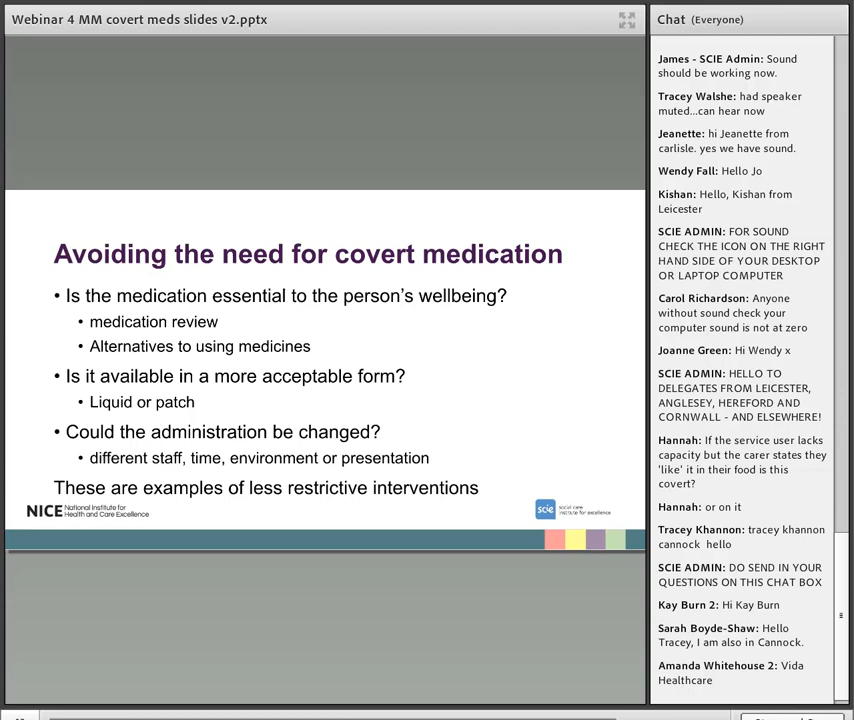 Webinar 4 MM covert meds slides v2.pptx
Avoiding the need for covert medication
• Is the medication essential to the person's wellbeing?
• medication review
• Alternatives to using medicines
• Is it available in a more acceptable form?
• Liquid or patch
• Could the administration be changed?
• different staff, time, environment or presentation
These are examples of less restrictive interventions
NICE National Institute for
Health and Care Excellence
scie social care
institute for excellence
Chat (Everyone)
James - SCIE Admin: Sound
should be working now.
Tracey Walshe: had speaker
muted...can hear now
Jeanette: hi Jeanette from
carlisle. yes we have sound.
Wendy Fall: Hello Jo
Kishan: Hello, Kishan from
Leicester
SCIE ADMIN: FOR SOUND
CHECK THE ICON ON THE RIGHT
HAND SIDE OF YOUR DESKTOP
OR LAPTOP COMPUTER
Carol Richardson: Anyone
without sound check your
computer sound is not at zero
Joanne Green: Hi Wendy x
SCIE ADMIN: HELLO TO
DELEGATES FROM LEICESTER,
ANGLESEY, HEREFORD AND
CORNWALL - AND ELSEWHERE!
Hannah: If the service user lacks
capacity but the carer states they
'like' it in their food is this
covert?
Hannah: or on it
Tracey Khannon: tracey khannon
cannock hello
SCIE ADMIN: DO SEND IN YOUR
QUESTIONS ON THIS CHAT BOX
Kay Burn 2: Hi Kay Burn
Sarah Boyde-Shaw: Hello
Tracey, I am also in Cannock.
Amanda Whitehouse 2: Vida
Healthcare